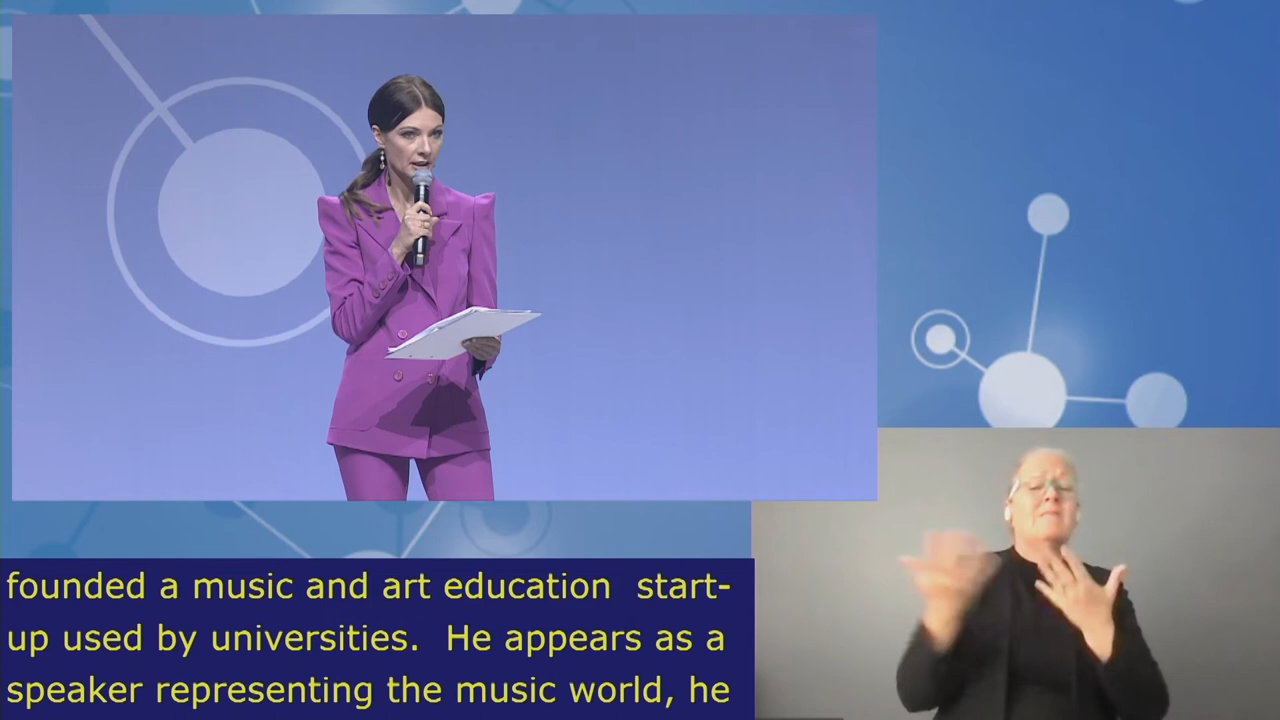 founded a music and art education  start-
up used by universities.  He appears as a
speaker representing the music world, he